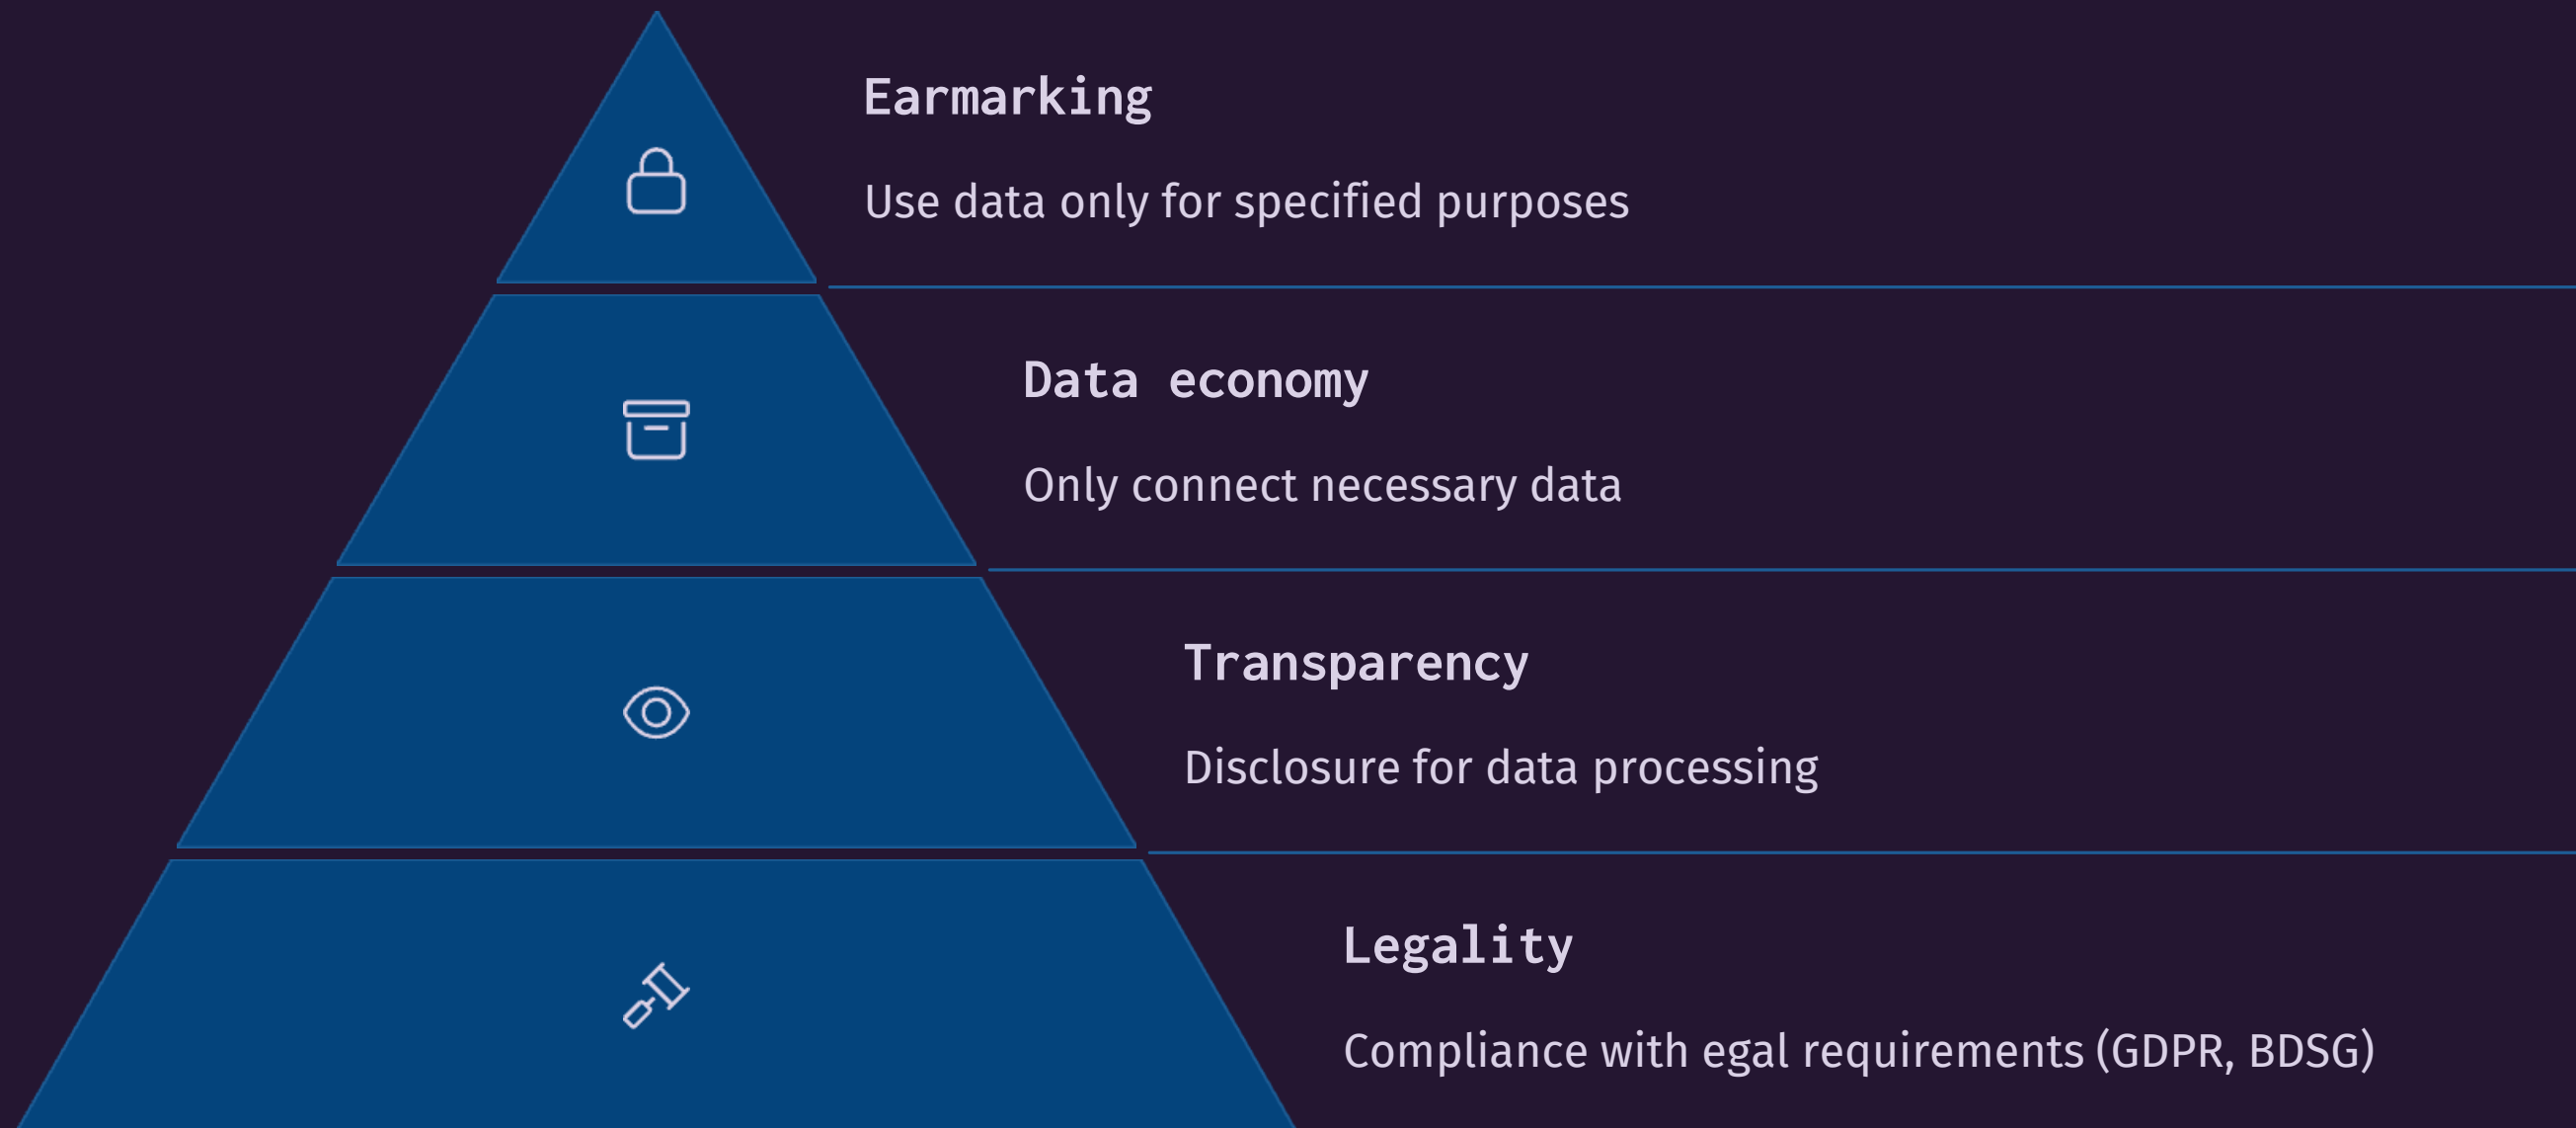 Earmarking
Use data only for specified purposes
Data economy
Only connect necessary data
Transparency
Disclosure for data processing
Legality
Compliance with egal requirements (GDPR, BDSG)